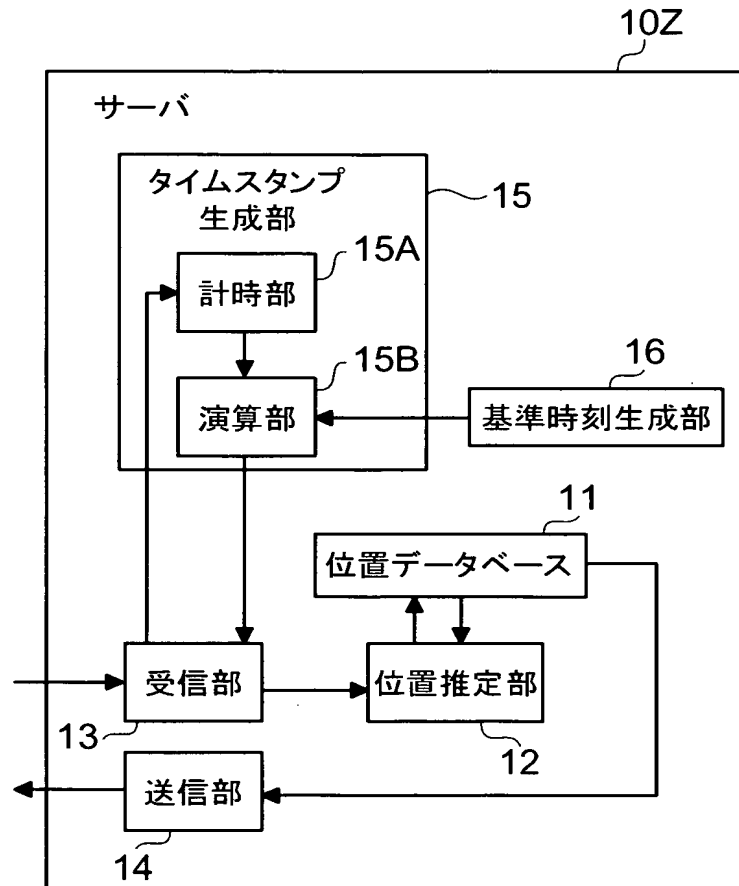 10Z
サーバ
タイムスタンプ
生成部
15
15A
計時部
15B
演算部
16
基準時刻生成部
11
位置データベース
受信部
13
位置推定部
12
送信部
14